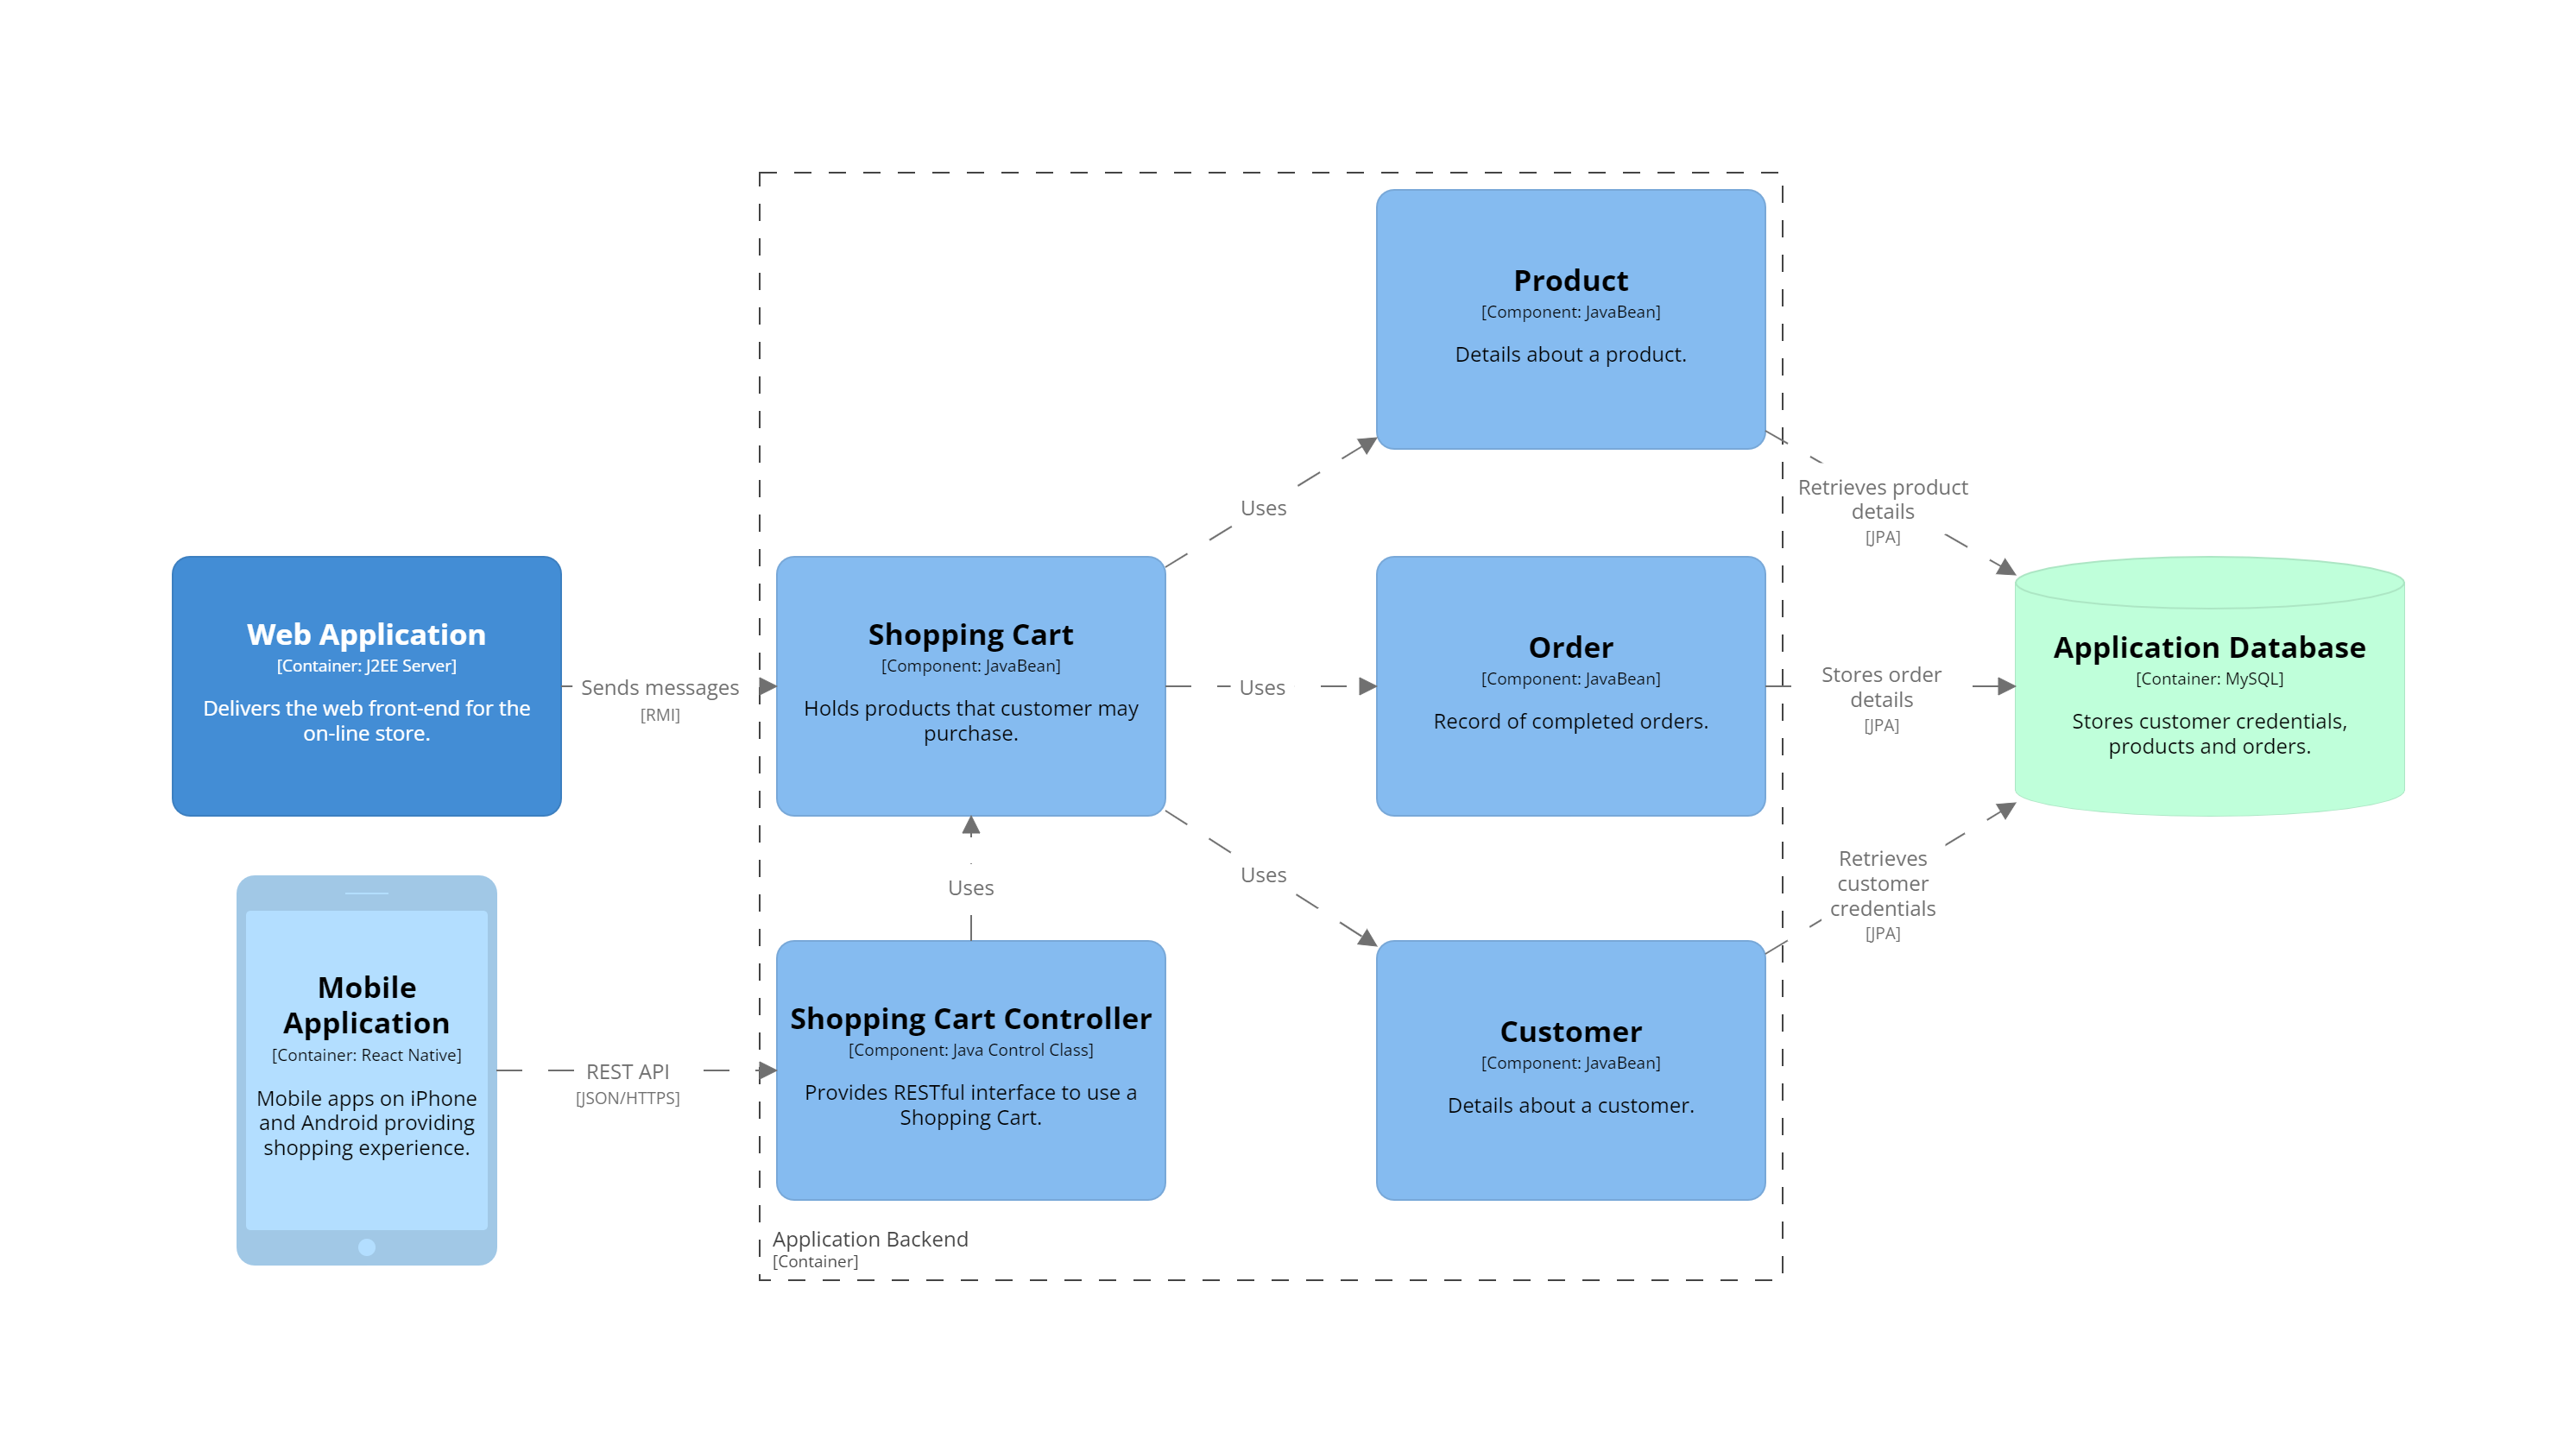 Product
[Component: JavaBean]
Details about a product.
Uses
Retrieves product
details
[JPA]
Web Application
[Container: J2EE Server]
Delivers the web front-end for the
on-line store.
Sends messages
[RMI]
Shopping Cart
[Component: JavaBean]
Holds products that customer may
purchase.
Uses
Order
[Component: JavaBean]
Record of completed orders.
Stores order
details
[JPA]
Application Database
[Container: MySQL]
Stores customer credentials,
products and orders.
Uses
Uses
Retrieves
customer
credentials
[JPA]
Mobile
Application
[Container: React Native]
Mobile apps on iPhone
and Android providing
shopping experience.
REST API
[JSON/HTTPS]
Shopping Cart Controller
[Component: Java Control Class]
Provides RESTful interface to use a
Shopping Cart.
Customer
[Component: JavaBean]
Details about a customer.
Application Backend
[Container]